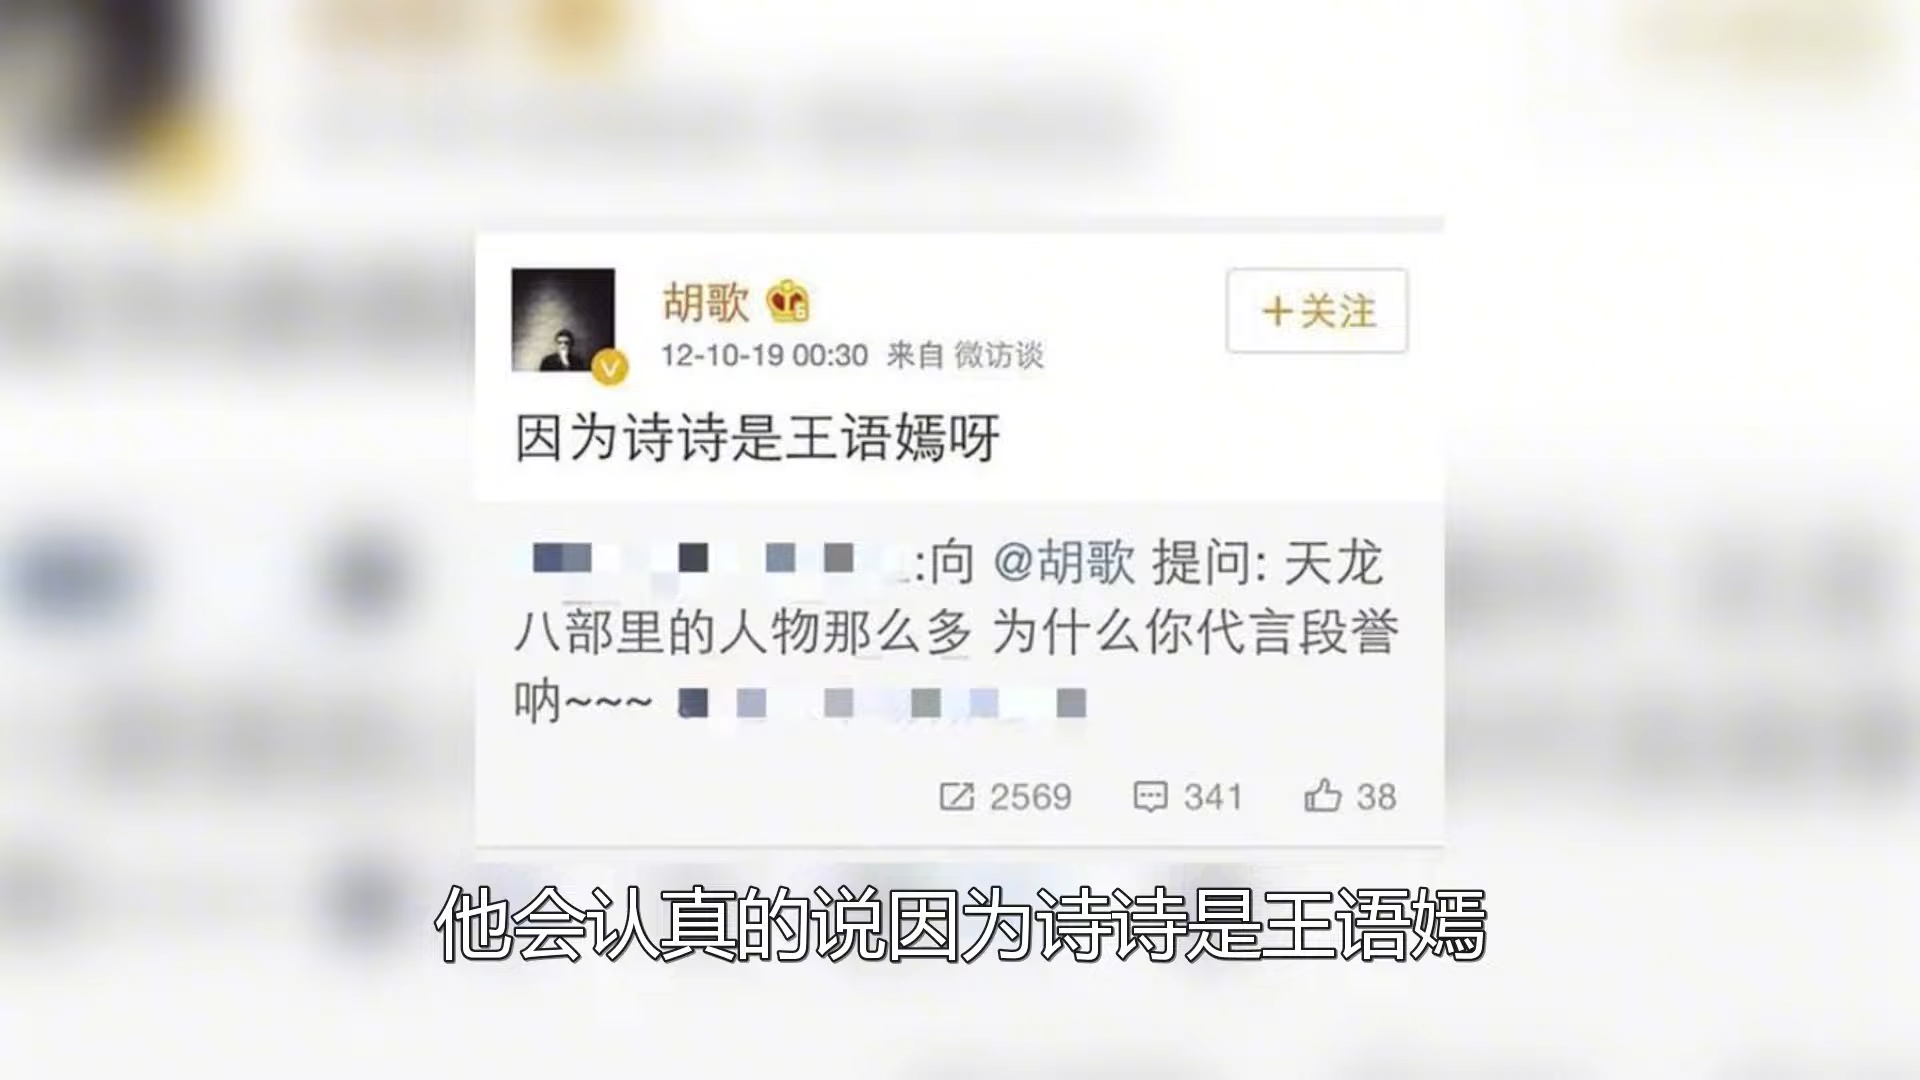 胡歌
12-10-19 00:30 来自 微访谈
+关注
因为诗诗是王语嫣呀
:向 @胡歌 提问: 天龙
八部里的人物那么多 为什么你代言段誉
呐~~~
2569 341 38
他会认真的说因为诗诗是王语嫣